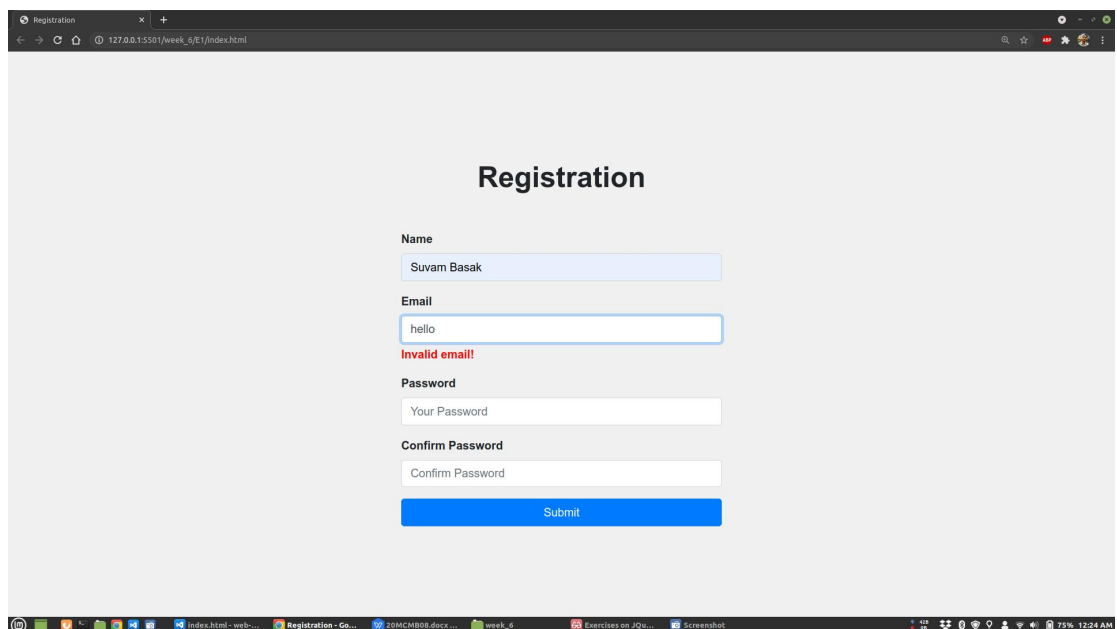 Registration
127.0.0.1:5501/week_6/E1/index.html
ABP
Registration
Name
Suvam Basak
Email
hello
Invalid email!
Password
Your Password
Confirm Password
Confirm Password
Submit
index.html - web-... Registration - Go... 20MCMB08.docx ... week_6 Exercises on JQu... Screenshot 75% 12:24 AM